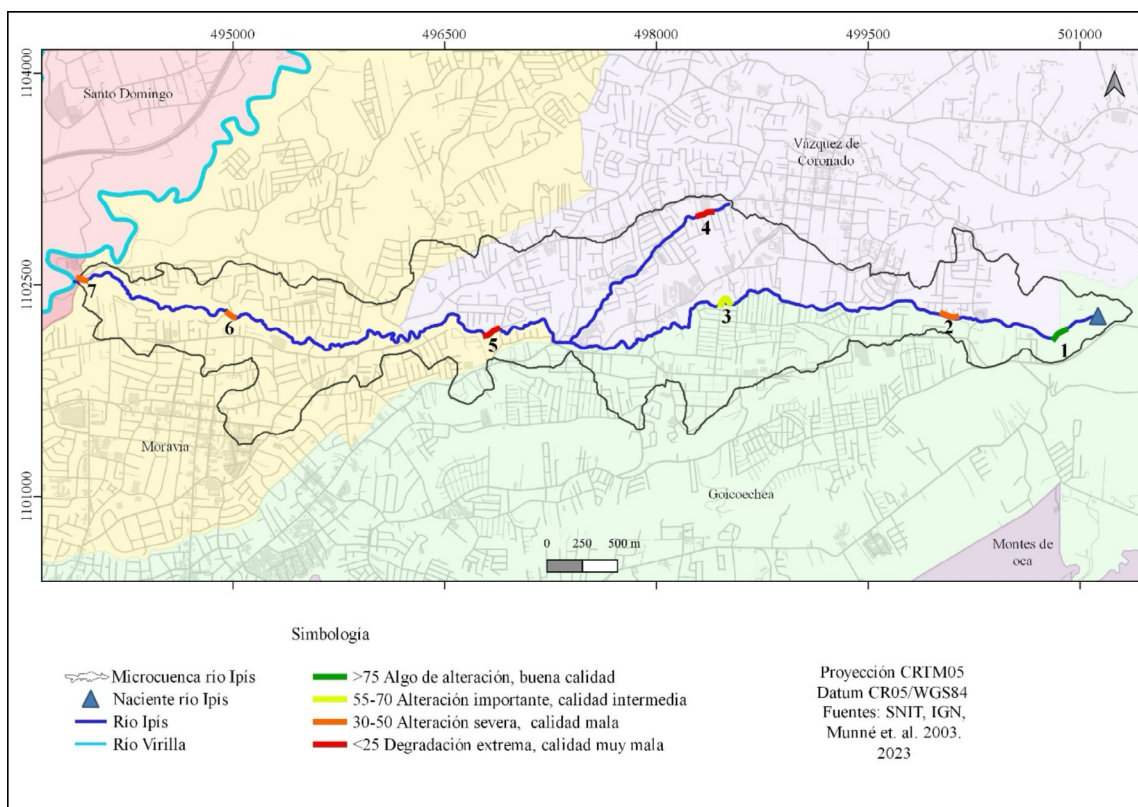 495000
496500
498000
499500
501000
1104000
1102500
1101000
Santo Domingo
Vázquez de
Coronado
4
7
6
5
3
2
1
Moravia
Goicoechea
Montes de
oca
0 250 500 m
Simbología
Microcuenca río Ipís
Naciente río Ipís
Río Ipís
Río Virilla
>75 Algo de alteración, buena calidad
55-70 Alteración importante, calidad intermedia
30-50 Alteración severa, calidad mala
<25 Degradación extrema, calidad muy mala
Proyección CRTM05
Datum CR05/WGS84
Fuentes: SNIT, IGN,
Munné et. al. 2003.
2023